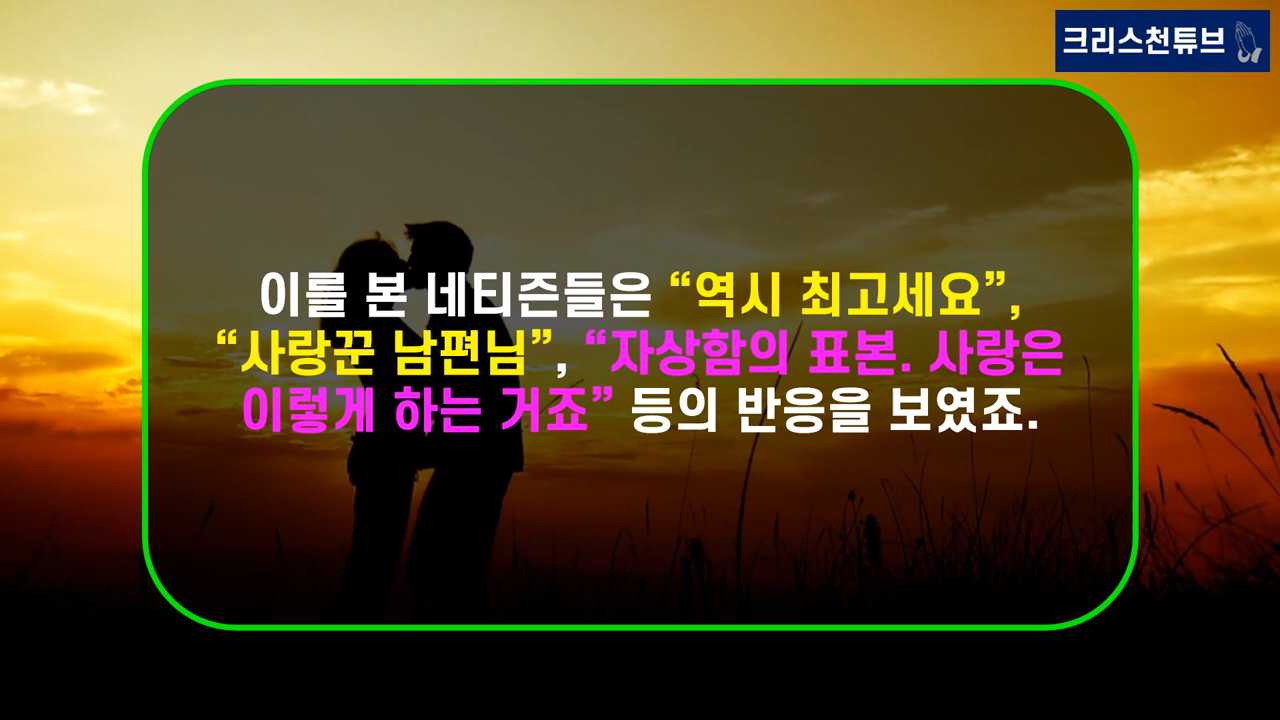 크리스천튜브
이를 본 네티즌들은 “역시 최고세요”,
“사랑꾼 남편님”, “자상함의 표본. 사랑은
이렇게 하는 거죠” 등의 반응을 보였죠.